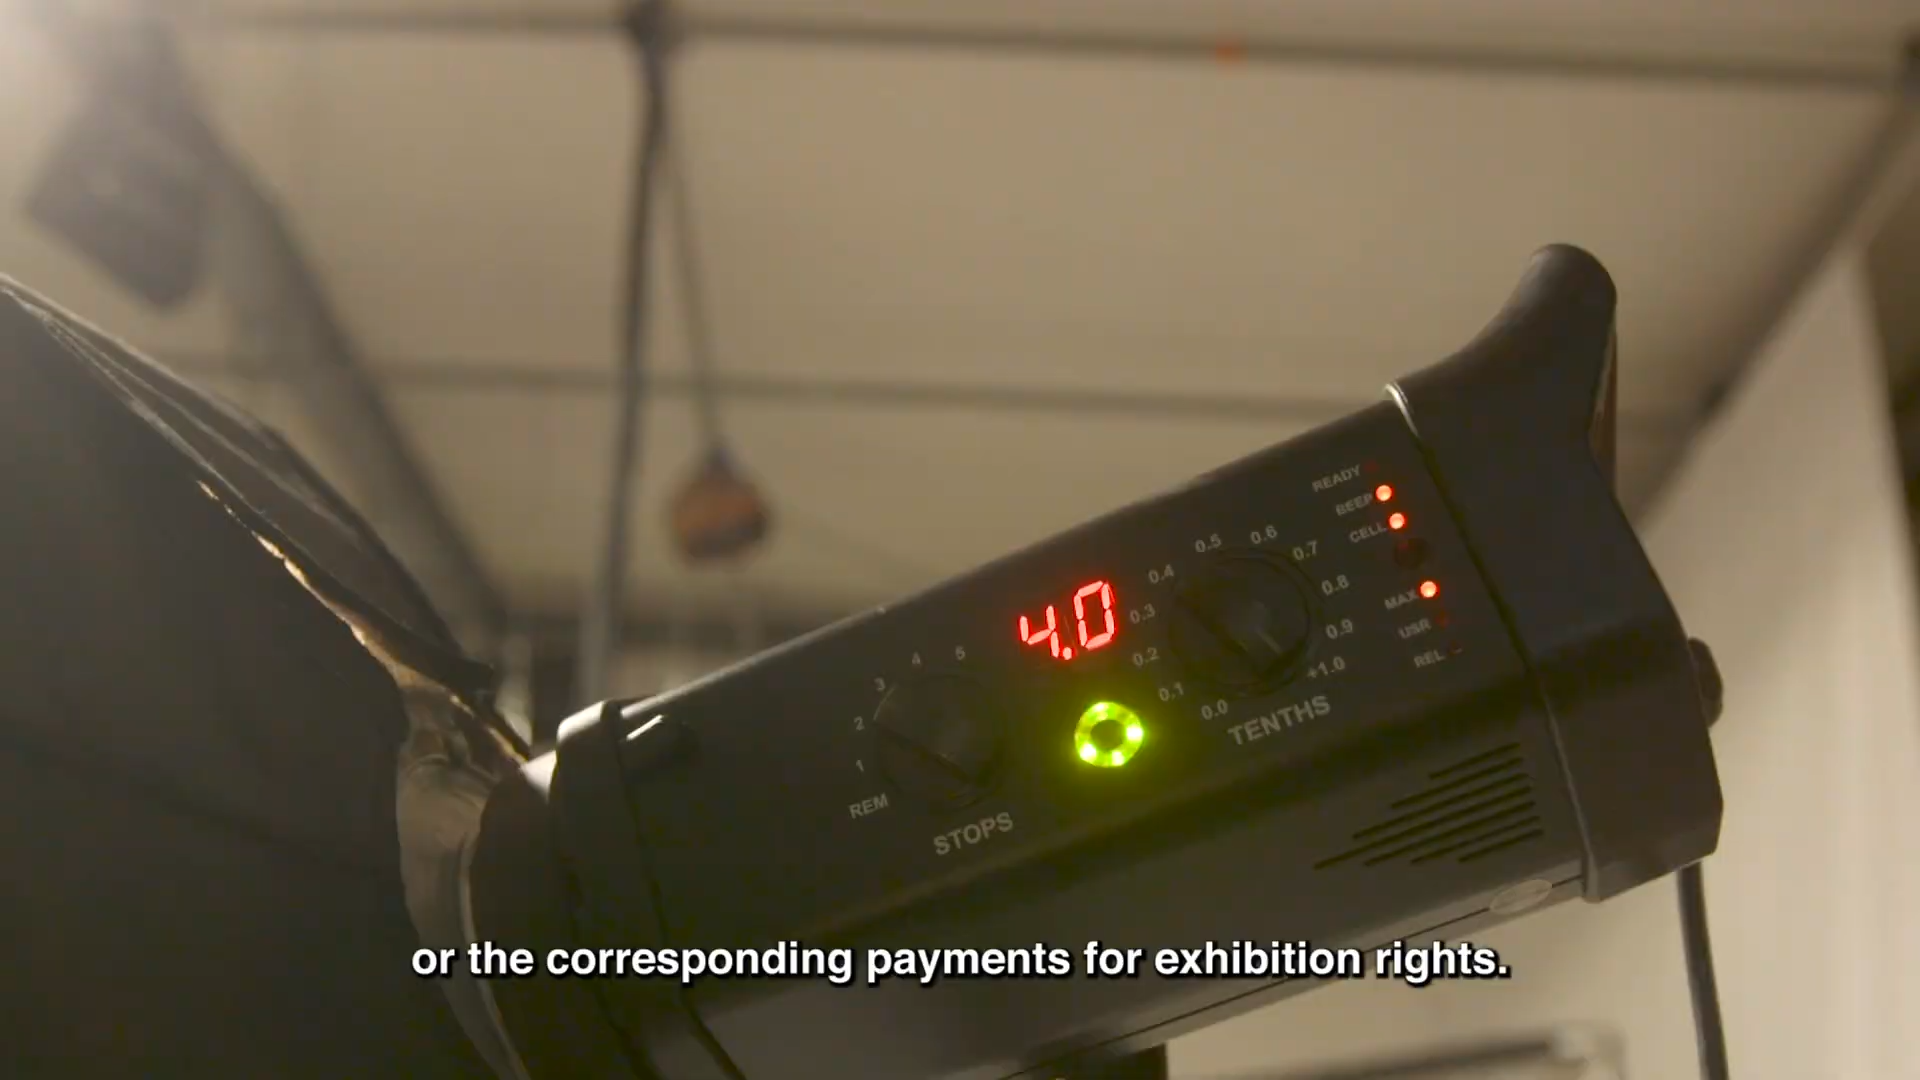 READY
BEEP
CELL
MAX
USR
REL
0.0
0.1
0.2
0.3
0.4
0.5
0.6
0.7
0.8
0.9
+1.0
TENTHS
4.0
REM
1
2
3
4
5
STOPS
or the corresponding payments for exhibition rights.